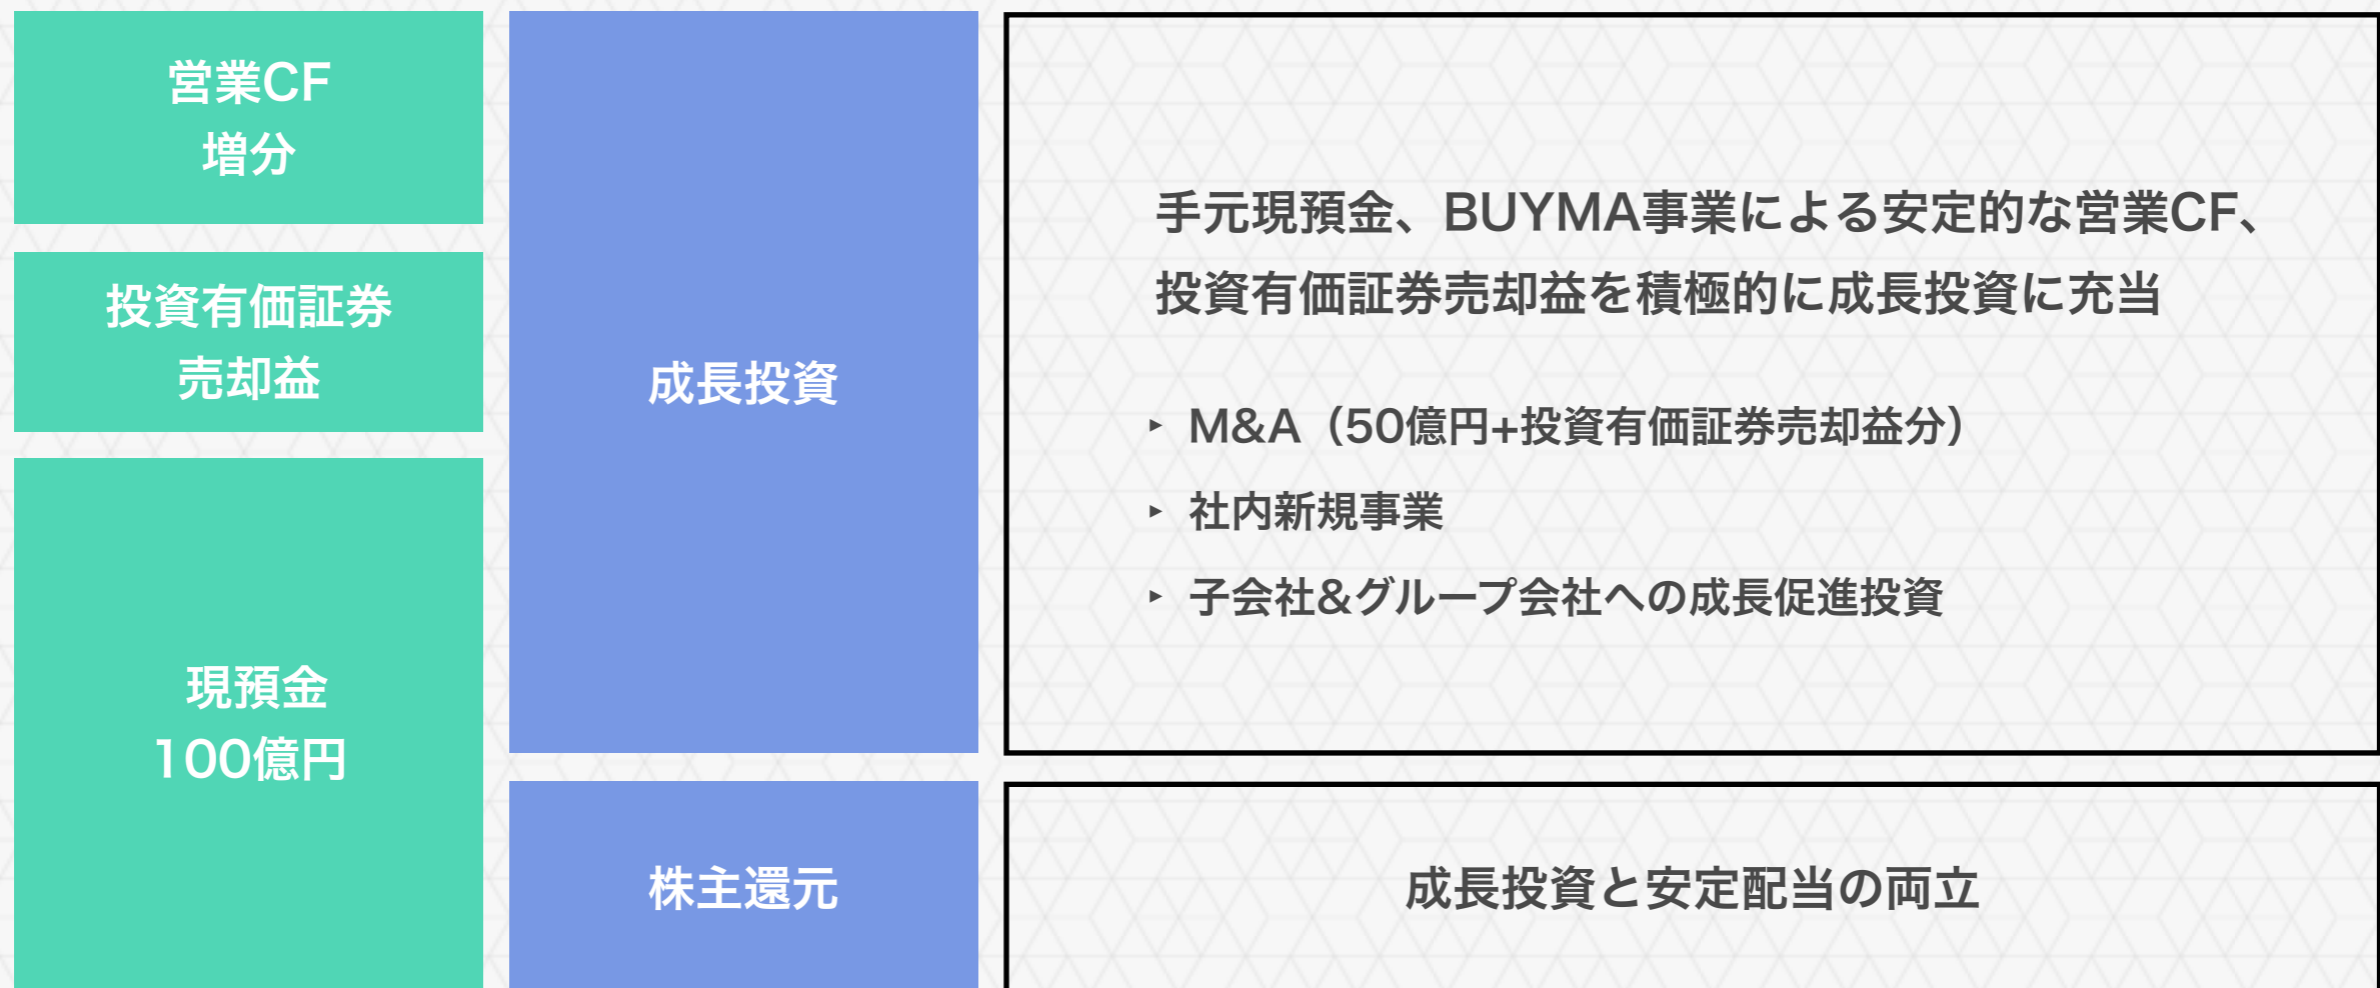 営業CF
増分
投資有価証券
売却益
現預金
100億円
成長投資
株主還元
手元現預金、BUYMA事業による安定的な営業CF、
投資有価証券売却益を積極的に成長投資に充当
‣ M&A（50億円+投資有価証券売却益分）
‣ 社内新規事業
‣ 子会社&グループ会社への成長促進投資
成長投資と安定配当の両立